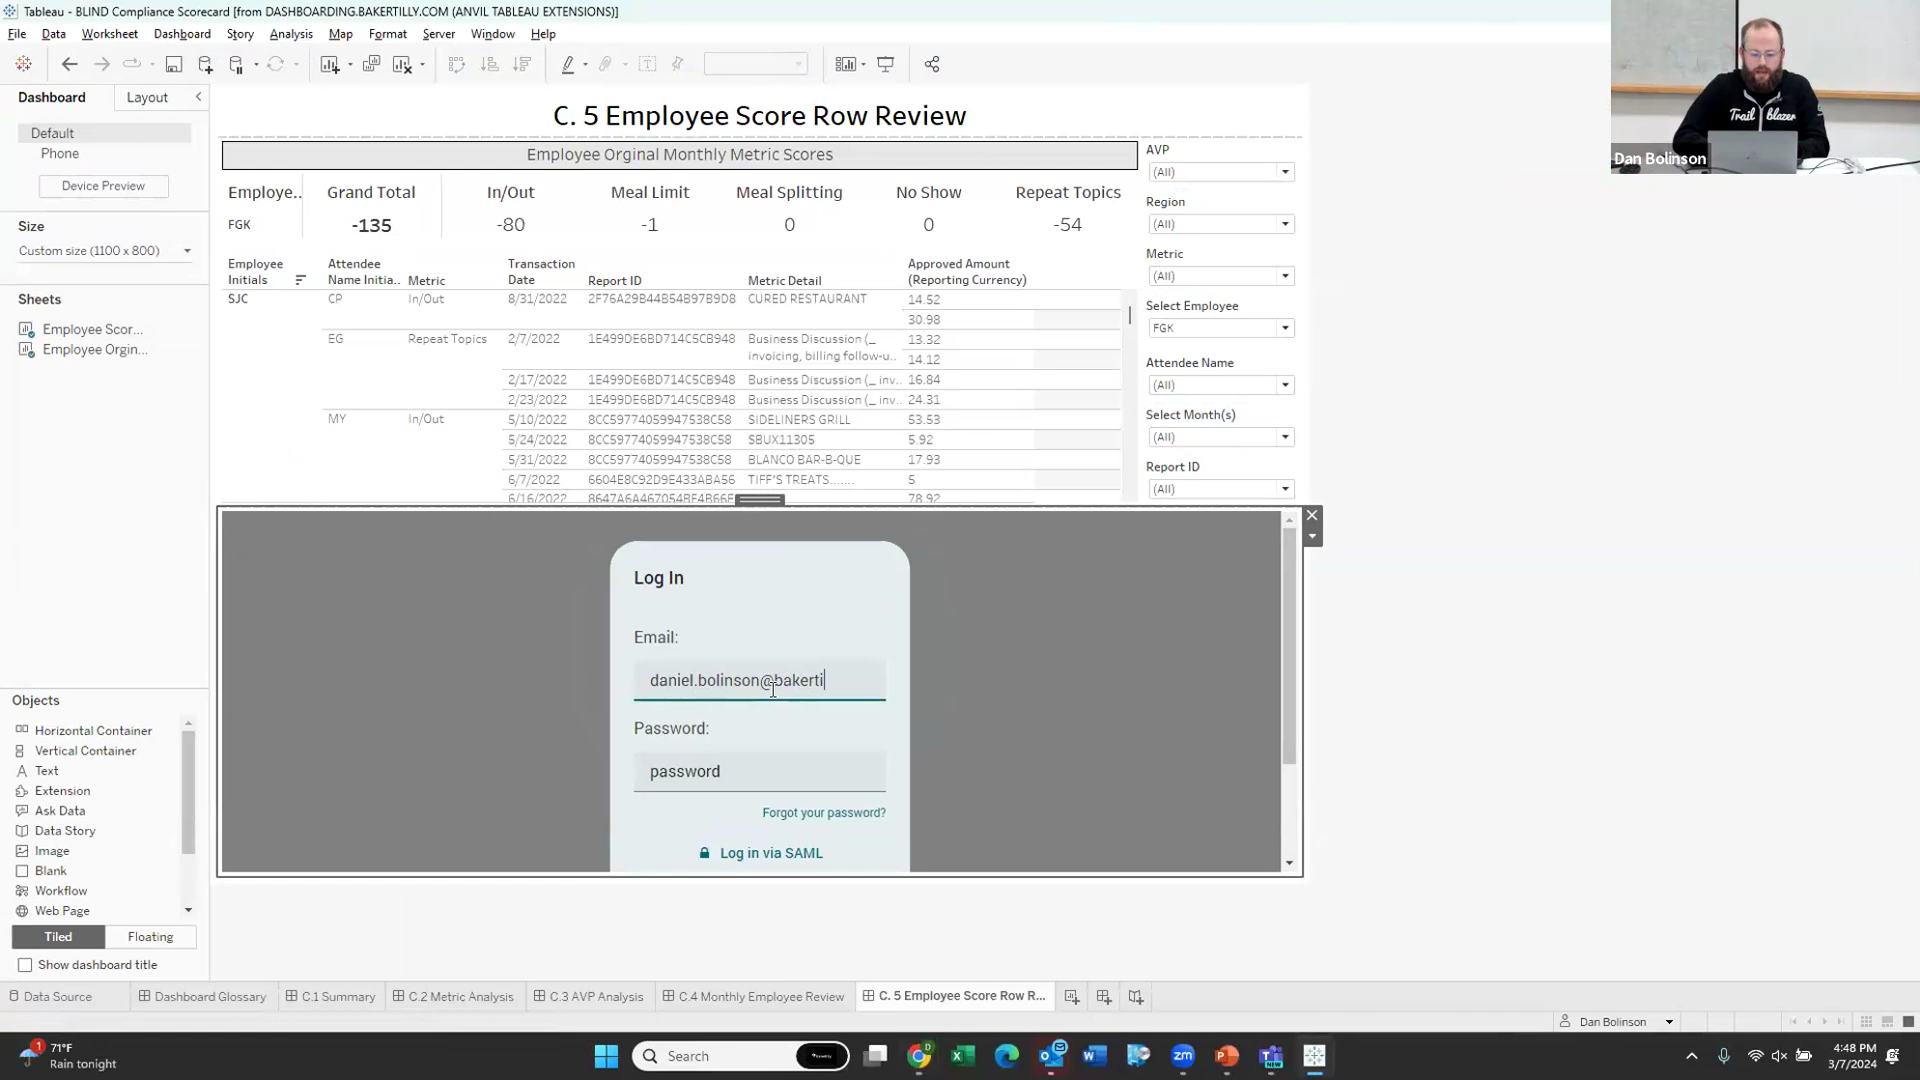 Tableau - BLIND Compliance Scorecard [from DASHBOARDING.BAKERTILLY.COM (ANVIL TABLEAU EXTENSIONS)]
File Data Worksheet Dashboard Story Analysis Map Format Server Window Help
Dashboard Layout
Default
Phone
Device Preview
Size
Custom size (1100 x 800)
Sheets
Employee Scor...
Employee Orgin...
Objects
Horizontal Container
Vertical Container
Text
Extension
Ask Data
Data Story
Image
Blank
Workflow
Web Page
Tiled Floating
Show dashboard title
C. 5 Employee Score Row Review
Employee Orginal Monthly Metric Scores
Employe.. Grand Total In/Out Meal Limit Meal Splitting No Show Repeat Topics
FGK -135 -80 -1 0 0 -54
Employee Initials Attendee Name Initia.. Metric Transaction Date Report ID Metric Detail Approved Amount (Reporting Currency)
SJC CP In/Out 8/31/2022 2F76A29B44B54B97B9D8 CURED RESTAURANT 14.52
30.98
EG Repeat Topics 2/7/2022 1E499DE6BD714C5CB948 Business Discussion (_ 13.32
invoicing, billing follow-u.. 14.12
2/17/2022 1E499DE6BD714C5CB948 Business Discussion (_ inv.. 16.84
2/23/2022 1E499DE6BD714C5CB948 Business Discussion (_ inv.. 24.31
MY In/Out 5/10/2022 8CC59774059947538C58 SIDELINERS GRILL 53.53
5/24/2022 8CC59774059947538C58 SBUX11305 5.92
5/31/2022 8CC59774059947538C58 BLANCO BAR-B-QUE 17.93
6/7/2022 6604E8C92D9E433ABA56 TIFF'S TREATS....... 5
6/16/2022 8647A6A467054BF4B66E 78.92
AVP
(All)
Region
(All)
Metric
(All)
Select Employee
FGK
Attendee Name
(All)
Select Month(s)
(All)
Report ID
(All)
Log In
Email:
daniel.bolinson@bakerti
Password:
password
Forgot your password?
Log in via SAML
Trail blazer
Dan Bolinson
Data Source Dashboard Glossary C.1 Summary C.2 Metric Analysis C.3 AVP Analysis C.4 Monthly Employee Review C. 5 Employee Score Row R...
Dan Bolinson
71°F
Rain tonight
Search
4:48 PM
3/7/2024